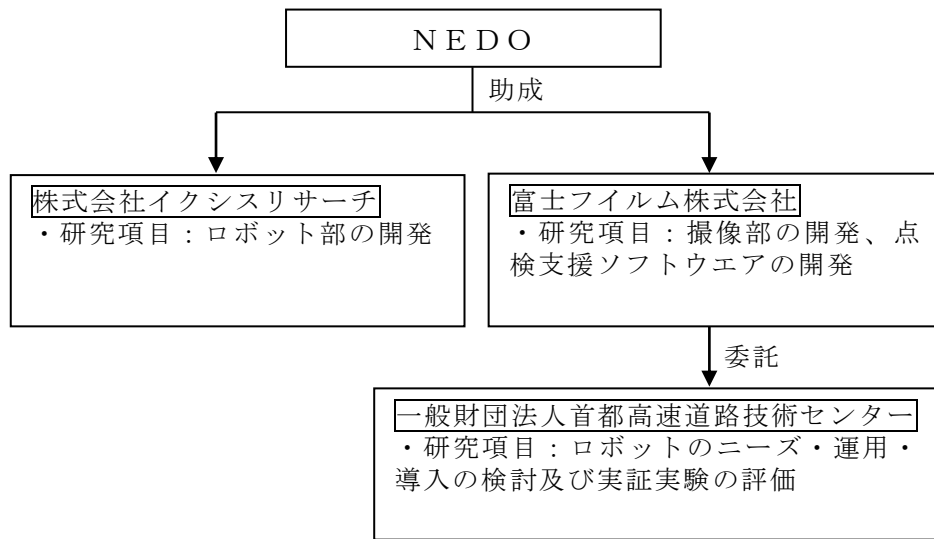 NEDO
助成
株式会社イクシスリサーチ
・研究項目：ロボット部の開発
富士フイルム株式会社
・研究項目：撮像部の開発、点
検支援ソフトウエアの開発
委託
一般財団法人首都高速道路技術センター
・研究項目：ロボットのニーズ・運用・
導入の検討及び実証実験の評価